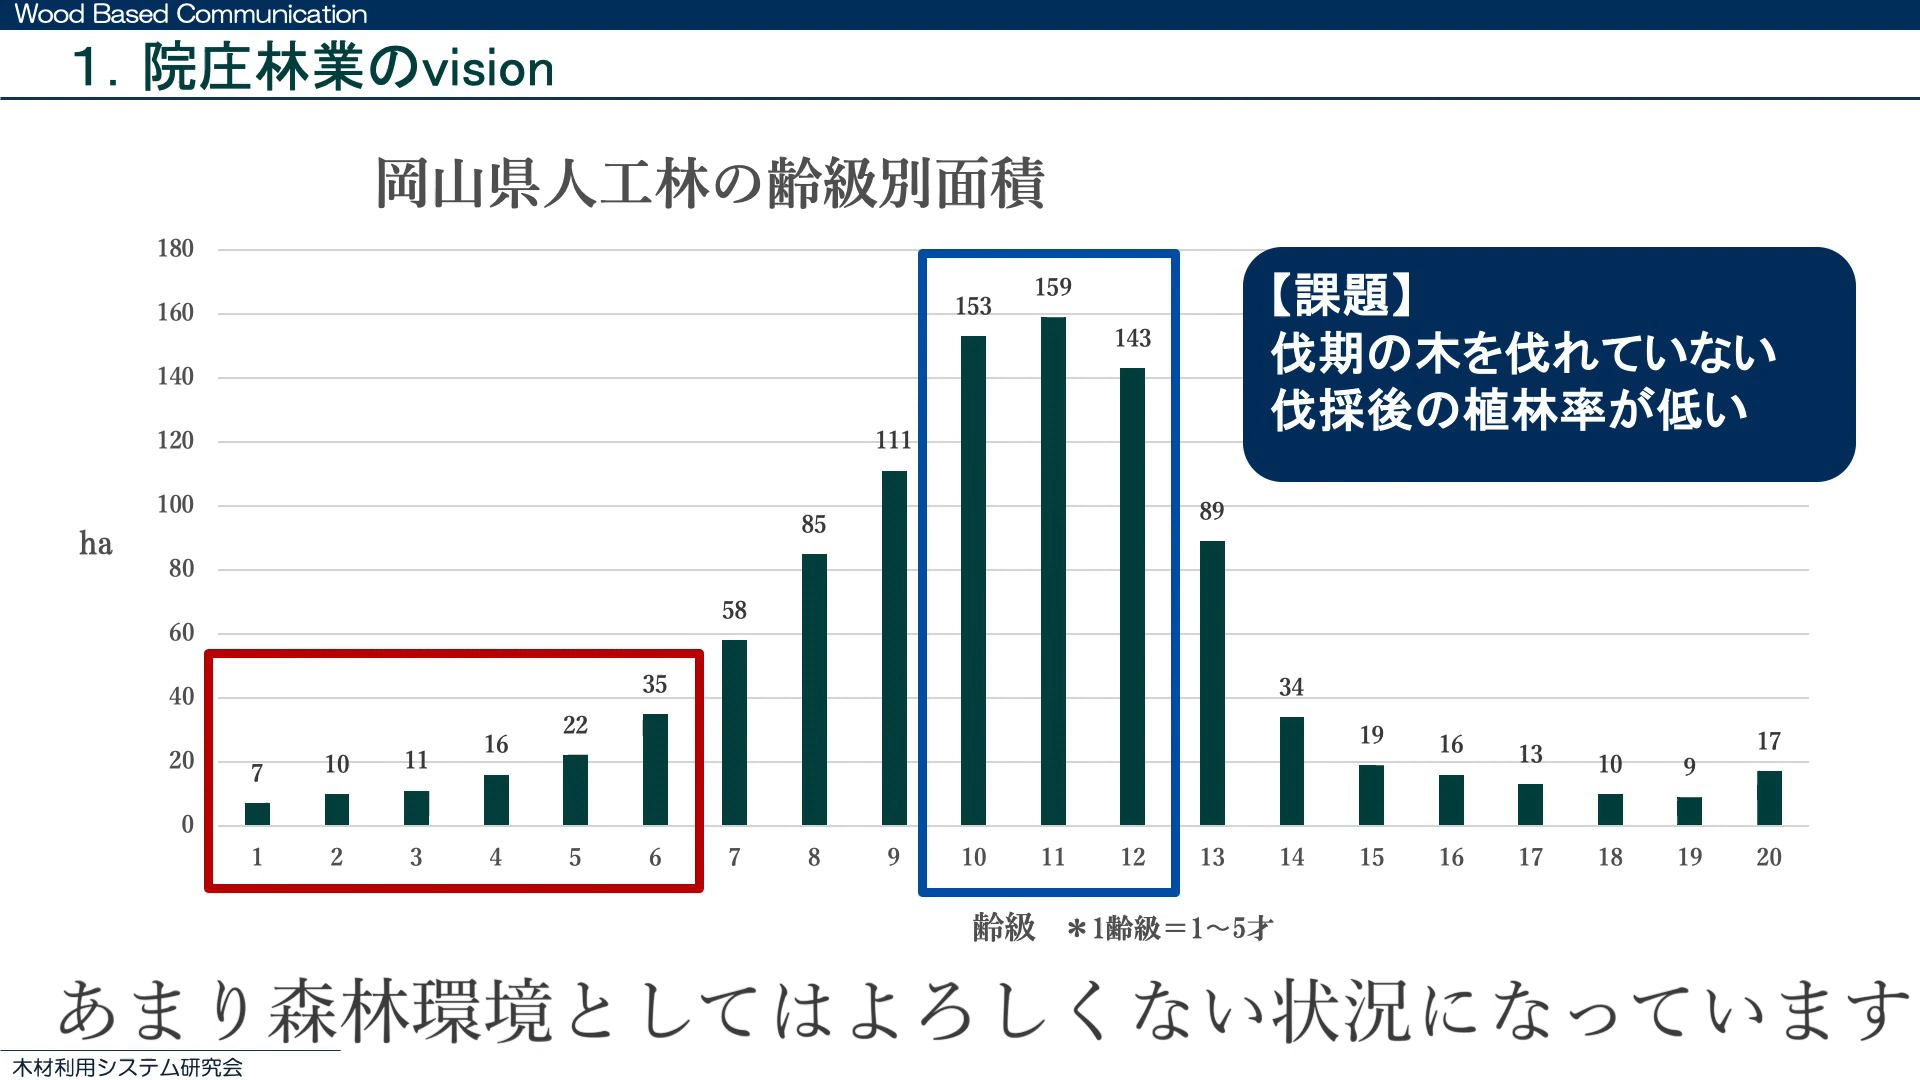 Wood Based Communication
１．院庄林業のvision
岡山県人工林の齢級別面積
【課題】
伐期の木を伐れていない
伐採後の植林率が低い
ha
180
160
140
120
100
80
60
40
20
0
7 10 11 16 22 35 58 85 111 153 159 143 89 34 19 16 13 10 9 17
1 2 3 4 5 6 7 8 9 10 11 12 13 14 15 16 17 18 19 20
齢級　＊1齢級＝1～5才
あまり森林環境としてはよろしくない状況になっています
木材利用システム研究会